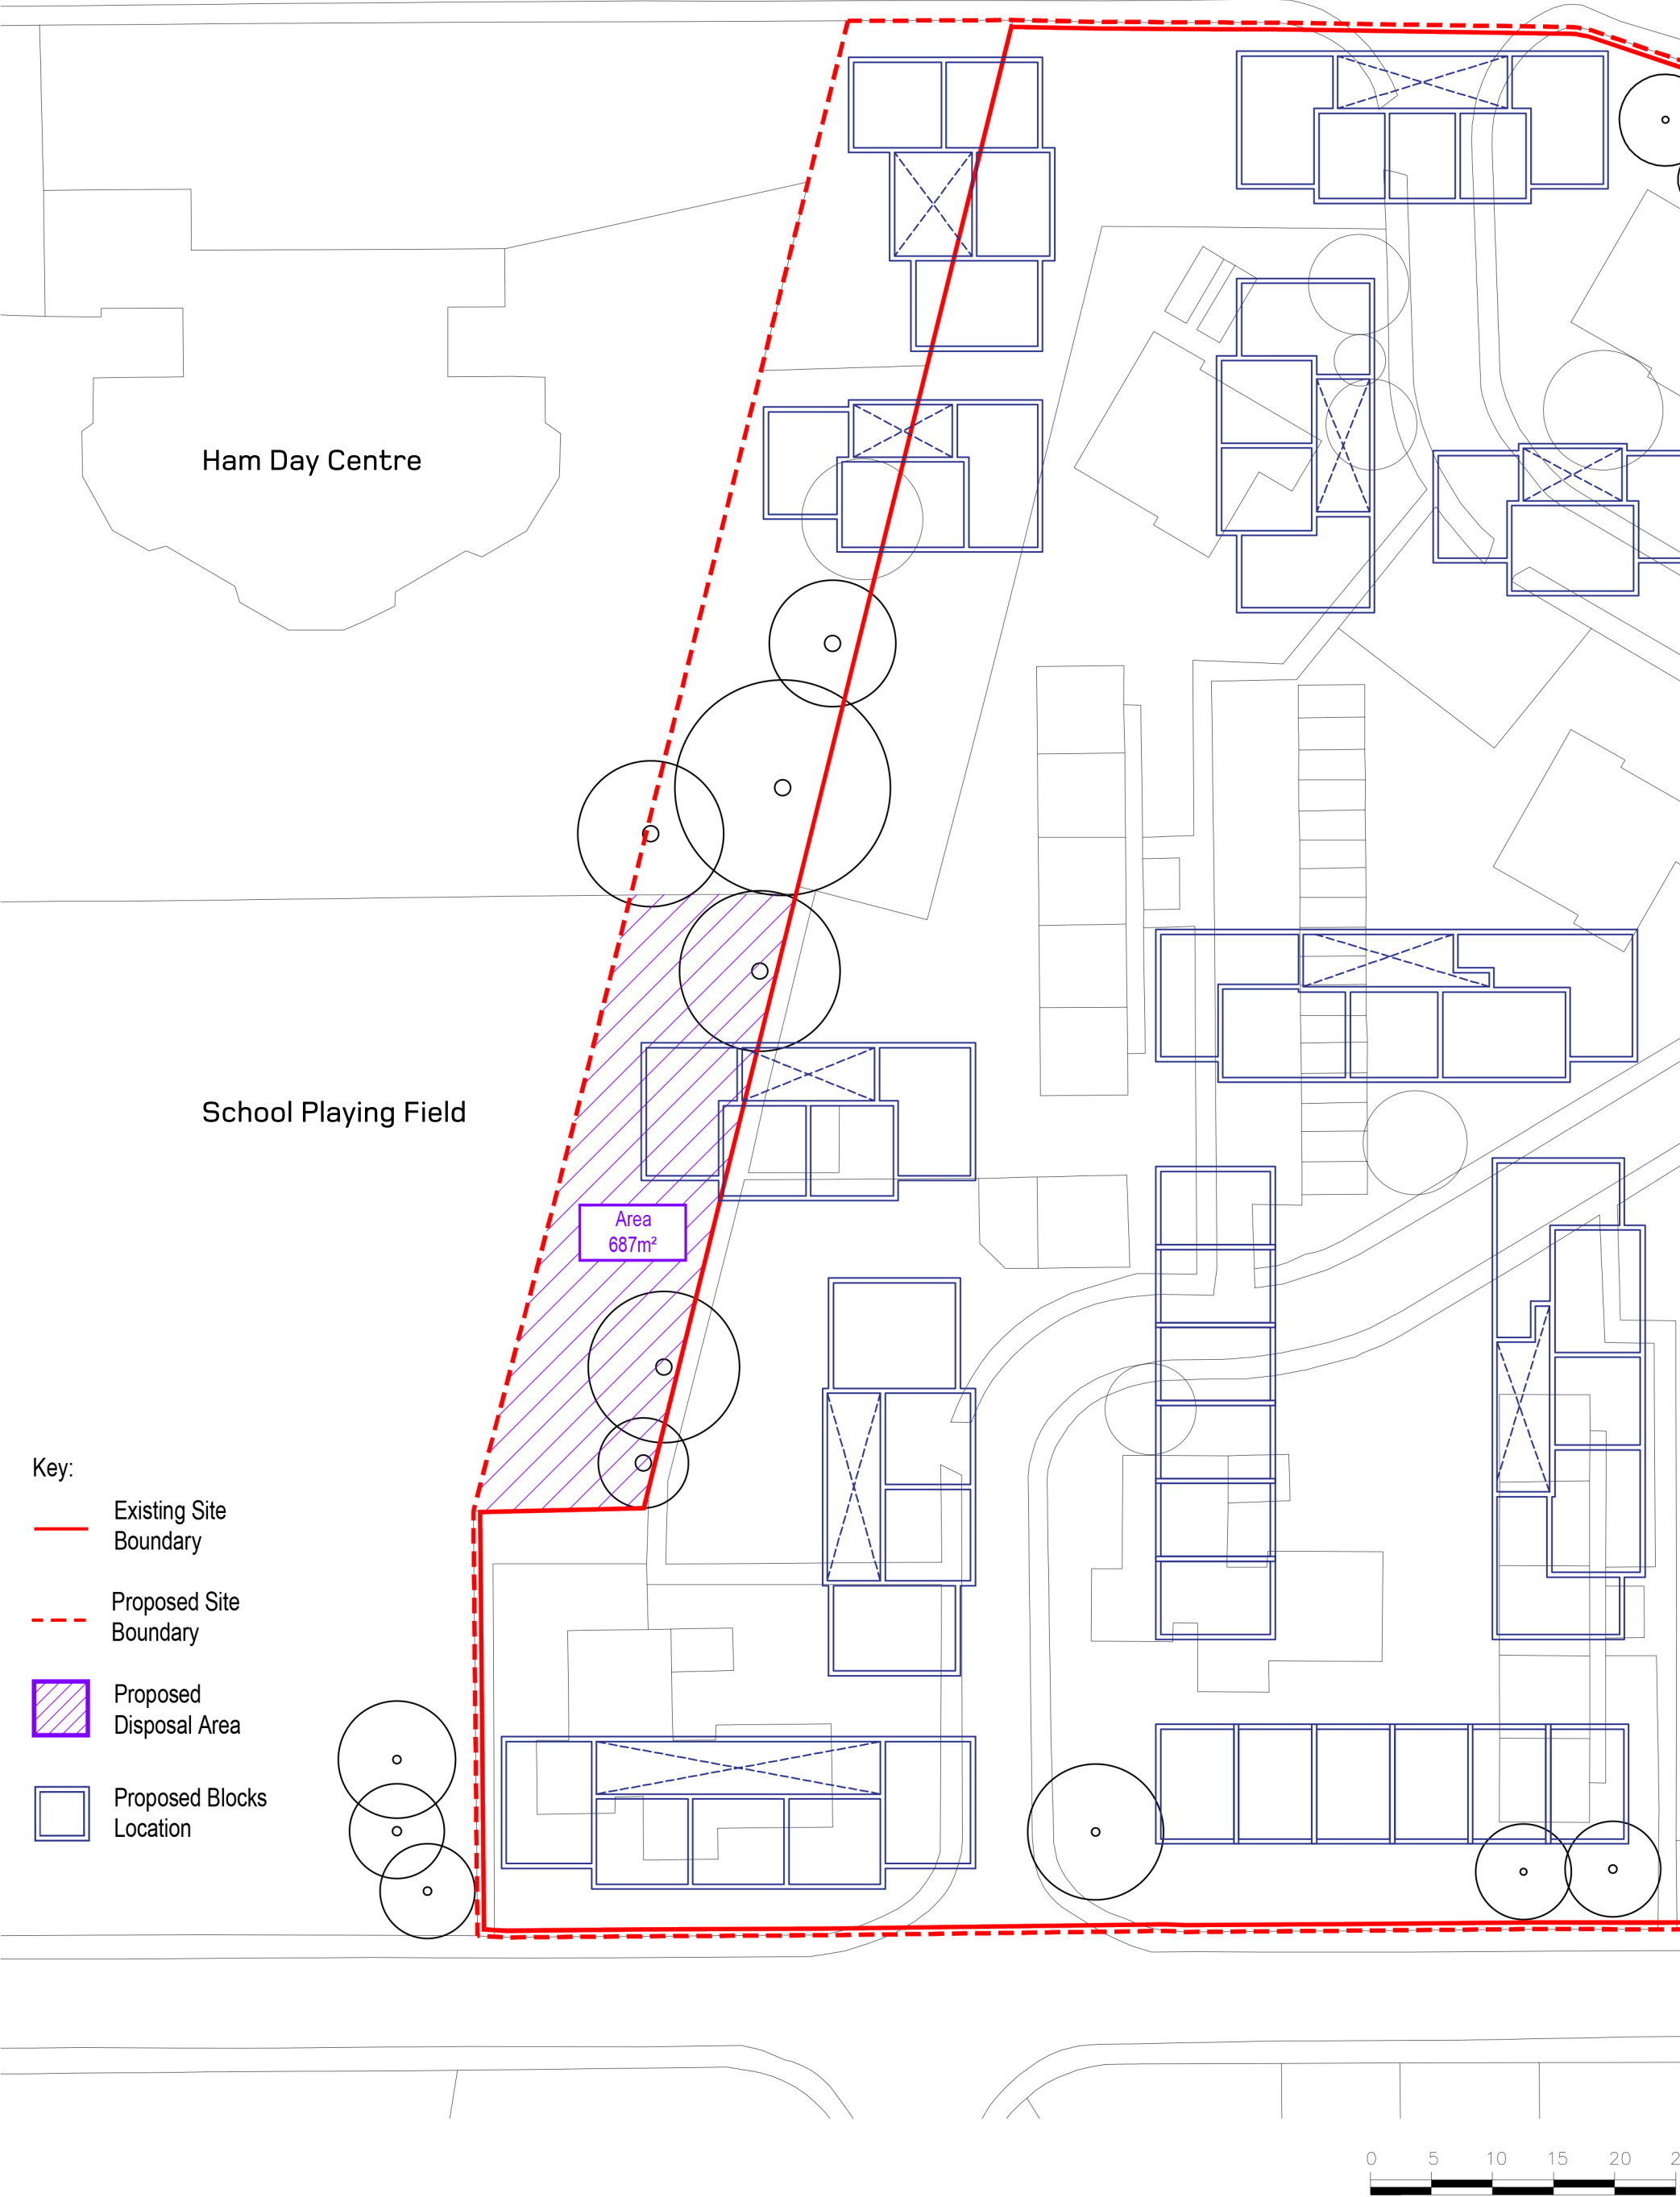 Ham Day Centre
School Playing Field
Area
687m²
Key:
Existing Site
Boundary
Proposed Site
Boundary
Proposed
Disposal Area
Proposed Blocks
Location
0 5 10 15 20